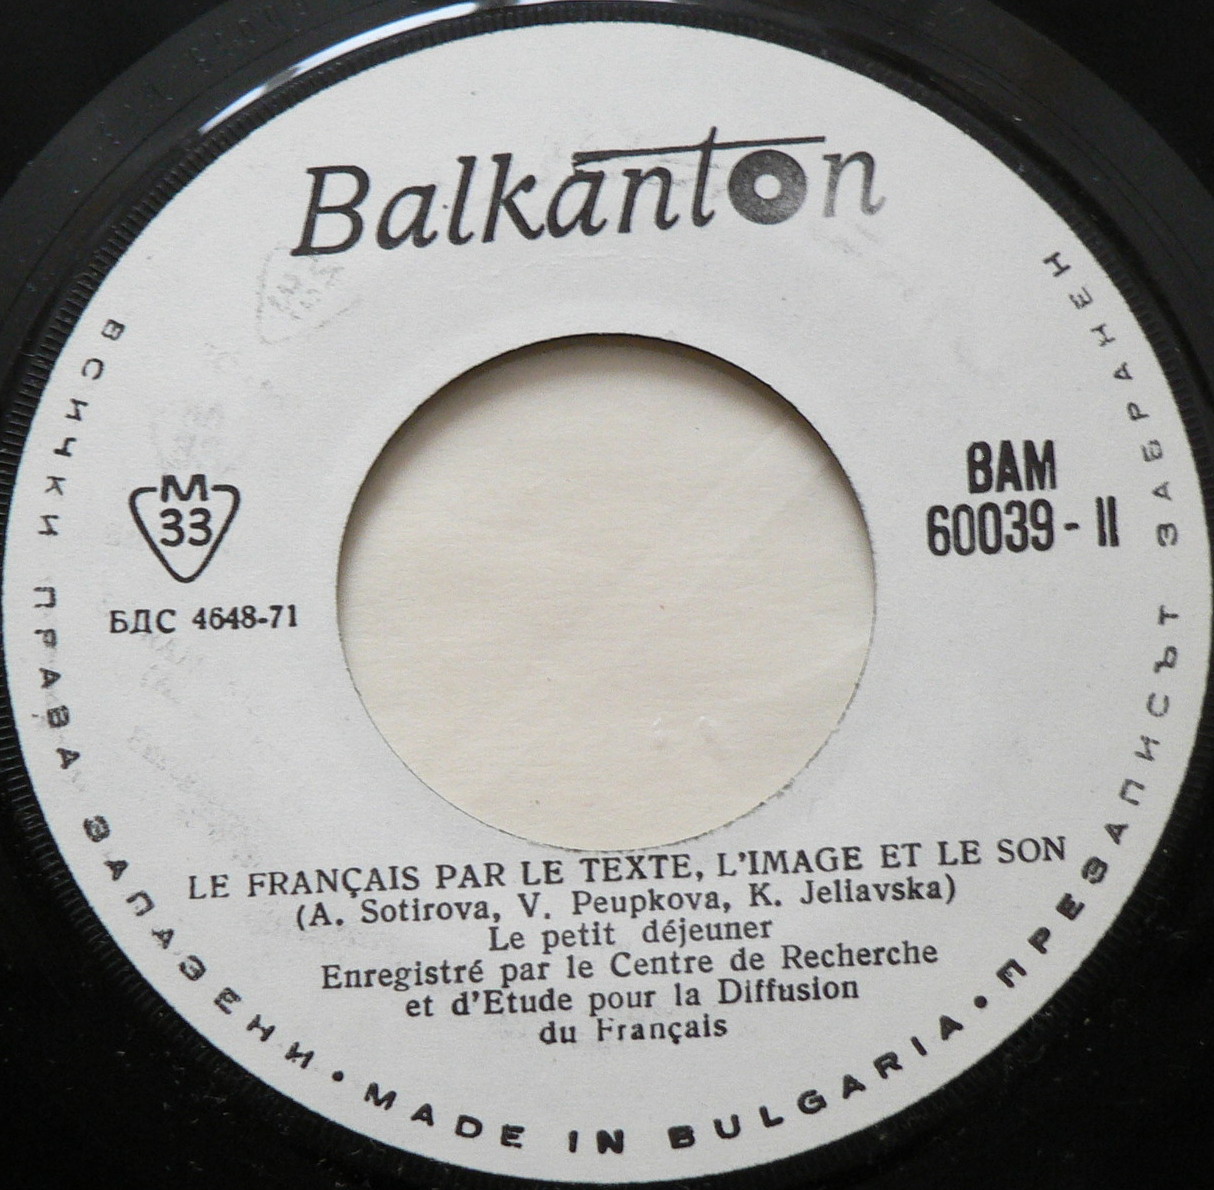 Balkanton
M
33
БДС 4648-71
BAM
60039 - II
LE FRANÇAIS PAR LE TEXTE, L'IMAGE ET LE SON
(A. Sotirova, V. Peupkova, K. Jeliavska)
Le petit déjeuner
Enregistré par le Centre de Recherche
et d'Etude pour la Diffusion
du Français
ВСИЧКИ ПРАВА ЗАПАЗЕНИ • MADE IN BULGARIA • ПРЕЗАПИСЪТ ЗАБРАНЕН